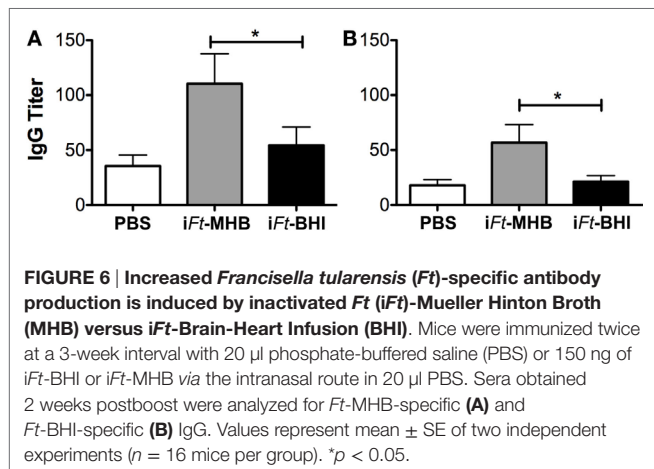 A
B
*
*
IgG Titer
150
100
50
0
PBS
iFt-MHB
iFt-BHI
150
100
50
0
PBS
iFt-MHB
iFt-BHI
FIGURE 6 | Increased Francisella tularensis (Ft)-specific antibody
production is induced by inactivated Ft (iFt)-Mueller Hinton Broth
(MHB) versus iFt-Brain-Heart Infusion (BHI). Mice were immunized twice
at a 3-week interval with 20 µl phosphate-buffered saline (PBS) or 150 ng of
iFt-BHI or iFt-MHB via the intranasal route in 20 µl PBS. Sera obtained
2 weeks postboost were analyzed for Ft-MHB-specific (A) and
Ft-BHI-specific (B) IgG. Values represent mean ± SE of two independent
experiments (n = 16 mice per group). *p < 0.05.